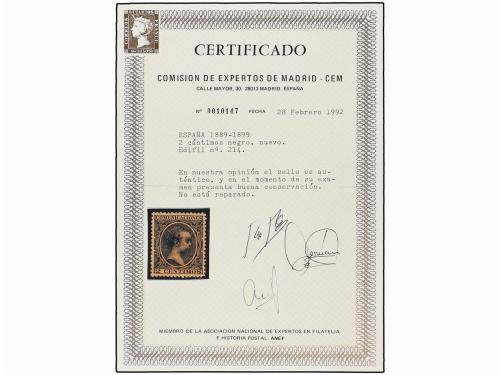 CERTIFICADO
COMISION DE EXPERTOS DE MADRID - CEM
CALLE MAYOR, 30. 28013 MADRID. ESPAÑA
Nº 0010147 FECHA 28 Febrero 1992
ESPAÑA 1889-1899
2 céntimos negro, nuevo.
Edifil nº. 214.
En nuestra opinión el sello es au-
téntico, y en el momento de su exa-
men presenta buena conservación.
No está reparado.
COMUNICACIONES
2 CENTIMOS
MIEMBRO DE LA ASOCIACION NACIONAL DE EXPERTOS EN FILATELIA
E HISTORIA POSTAL. ANEF